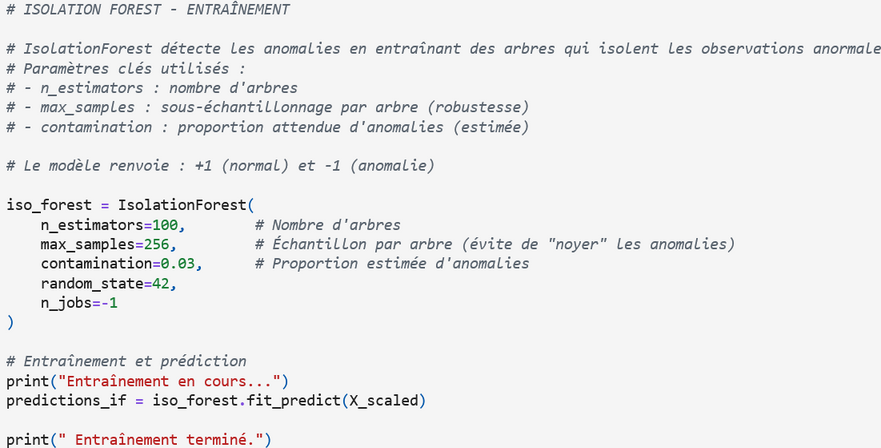 # ISOLATION FOREST - ENTRAÎNEMENT
# IsolationForest détecte les anomalies en entraînant des arbres qui isolent les observations anormale
# Paramètres clés utilisés :
# - n_estimators : nombre d'arbres
# - max_samples : sous-échantillonnage par arbre (robustesse)
# - contamination : proportion attendue d'anomalies (estimée)
# Le modèle renvoie : +1 (normal) et -1 (anomalie)
iso_forest = IsolationForest(
    n_estimators=100,        # Nombre d'arbres
    max_samples=256,         # Échantillon par arbre (évite de "noyer" les anomalies)
    contamination=0.03,      # Proportion estimée d'anomalies
    random_state=42,
    n_jobs=-1
)
# Entraînement et prédiction
print("Entraînement en cours...")
predictions_if = iso_forest.fit_predict(X_scaled)
print(" Entraînement terminé.")